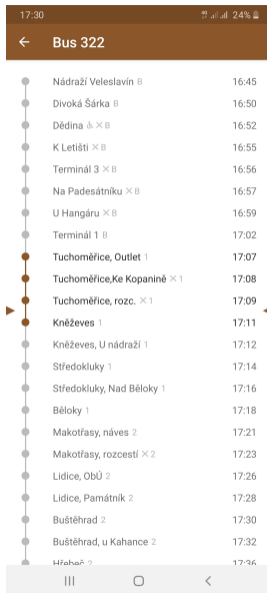 17:30 24%
Bus 322
Nádraží Veleslavín B 16:45
Divoká Šárka B 16:50
Dědina ♿ × B 16:52
K Letišti × B 16:55
Terminál 3 × B 16:56
Na Padesátníku × B 16:57
U Hangáru × B 16:59
Terminál 1 B 17:02
Tuchoměřice, Outlet 1 17:07
Tuchoměřice,Ke Kopanině × 1 17:08
Tuchoměřice, rozc. × 1 17:09
Kněževes 1 17:11
Kněževes, U nádraží 1 17:12
Středokluky 1 17:14
Středokluky, Nad Běloky 1 17:16
Běloky 1 17:18
Makotřasy, náves 2 17:21
Makotřasy, rozcestí × 2 17:23
Lidice, ObÚ 2 17:26
Lidice, Památník 2 17:28
Buštěhrad 2 17:30
Buštěhrad, u Kahance 2 17:32
Hřebeč 2 17:36